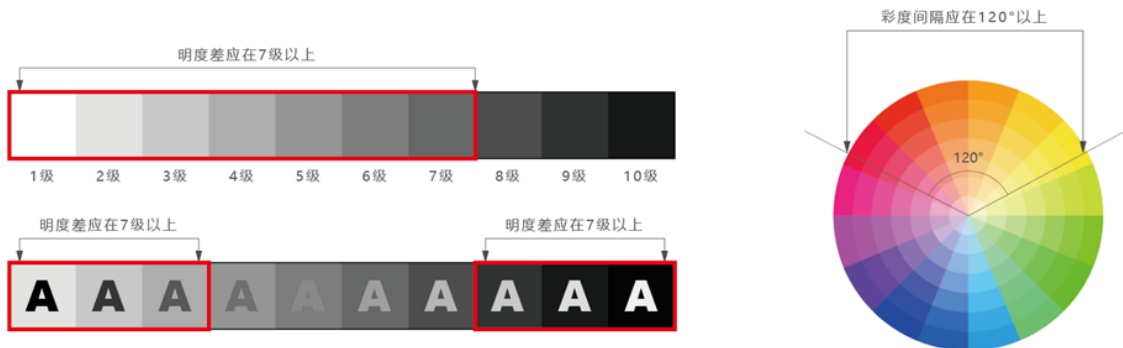 明度差应在7级以上
1级 2级 3级 4级 5级 6级 7级 8级 9级 10级
明度差应在7级以上 明度差应在7级以上
A A A A A A A A A A
彩度间隔应在120°以上
120°